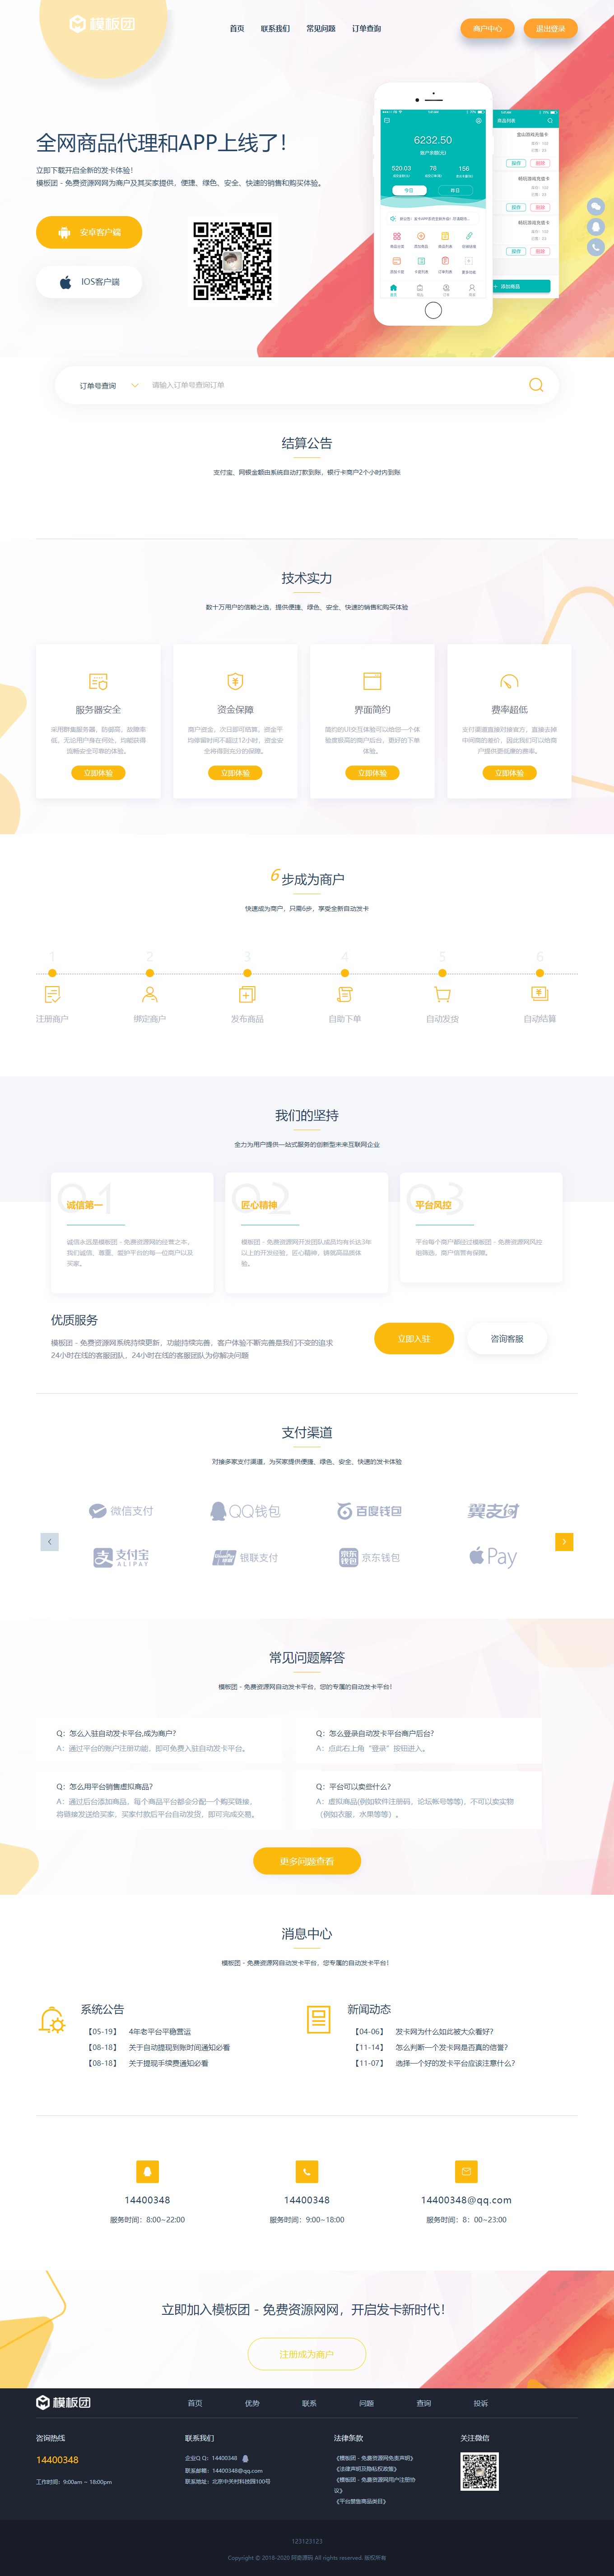 模板团
首页 联系我们 常见问题 订单查询
商户中心 退出登录
全网商品代理和APP上线了!
立即下载开启全新的发卡体验!
模板团 - 免费资源网网为商户及其买家提供、便捷、绿色、安全、快速的销售和购买体验。
安卓客户端
IOS客户端
6232.50
520.03 78 158
今日 昨日
添加商品
订单号查询 请输入订单号查询订单
结算公告
支付宝、网银金额由系统自动打款到账，银行卡商户2个小时内到账
技术实力
数十万用户的信赖之选，提供便捷、绿色、安全、快速的销售和购买体验
服务器安全
采用群集服务器，防御高，故障率低，无论用户身在何处，均能获得流畅安全可靠的体验。
立即体验
资金保障
商户资金，次日即可结算，资金平均停留时间不超过12小时，资金安全将得到充分的保障。
立即体验
界面简约
简约的UI交互体验可以给您一个体验度极高的商户后台，更好的下单体验。
立即体验
费率超低
支付渠道直接对接官方，直接去掉中间商的差价，因此我们可以给商户提供更低廉的费率。
立即体验
6 步成为商户
快速成为商户，只需6步，享受全新自动发卡
1 2 3 4 5 6
注册商户 绑定商户 发布商品 自助下单 自动发货 自动结算
我们的坚持
全力为用户提供一站式服务的创新型未来互联网企业
01
诚信第一
诚信永远是模板团 - 免费资源网的经营之本，我们诚信、尊重、爱护平台的每一位商户以及买家。
02
匠心精神
模板团 - 免费资源网开发团队成员均有长达3年以上的开发经验，匠心精神，铸就高品质体验。
03
平台风控
平台每个商户都经过模板团 - 免费资源网风控组筛选，商户信誉有保障。
优质服务
模板团 - 免费资源网系统持续更新，功能持续完善，客户体验不断完善是我们不变的追求
24小时在线的客服团队，24小时在线的客服团队为你解决问题
立即入驻 咨询客服
支付渠道
对接多家支付渠道，为买家提供便捷、绿色、安全、快速的发卡体验
微信支付 QQ钱包 百度钱包 翼支付
支付宝 ALIPAY 银联支付 京东钱包 Pay
常见问题解答
模板团 - 免费资源网自动发卡平台，您的专属的自动发卡平台!
Q：怎么入驻自动发卡平台,成为商户?
A：通过平台的账户注册功能，即可免费入驻自动发卡平台。
Q：怎么登录自动发卡平台商户后台?
A：点此右上角“登录”按钮进入。
Q：怎么用平台销售虚拟商品?
A：通过后台添加商品，每个商品平台都会分配一个购买链接，
将链接发送给买家，买家付款后平台自动发货，即可完成交易。
Q：平台可以卖些什么?
A：虚拟商品(例如软件注册码，论坛帐号等等)，不可以卖实物
（例如衣服，水果等等）。
更多问题查看
消息中心
模板团 - 免费资源网自动发卡平台，您专属的自动发卡平台!
系统公告
【05-19】 4年老平台平稳营运
【08-18】 关于自动提现到账时间通知必看
【08-18】 关于提现手续费通知必看
新闻动态
【04-06】 发卡网为什么如此被大众看好?
【11-14】 怎么判断一个发卡网是否真的信誉?
【11-07】 选择一个好的发卡平台应该注意什么?
14400348
服务时间：8:00~22:00
14400348
服务时间：9:00~18:00
14400348@qq.com
服务时间：8：00~23:00
立即加入模板团 - 免费资源网网，开启发卡新时代!
注册成为商户
模板团
首页 优势 联系 问题 查询 投诉
咨询热线
14400348
工作时间：9:00am ~ 18:00pm
联系我们
企业Q Q：14400348
联系邮箱：14400348@qq.com
联系地址：北京中关村科技园100号
法律条款
《模板团 - 免费资源网免责声明》
《法律声明及隐私权政策》
《模板团 - 免费资源网用户注册协议》
《平台禁售商品类目》
关注微信
123123123
Copyright © 2018-2020 阿家源码 All rights reserved. 版权所有